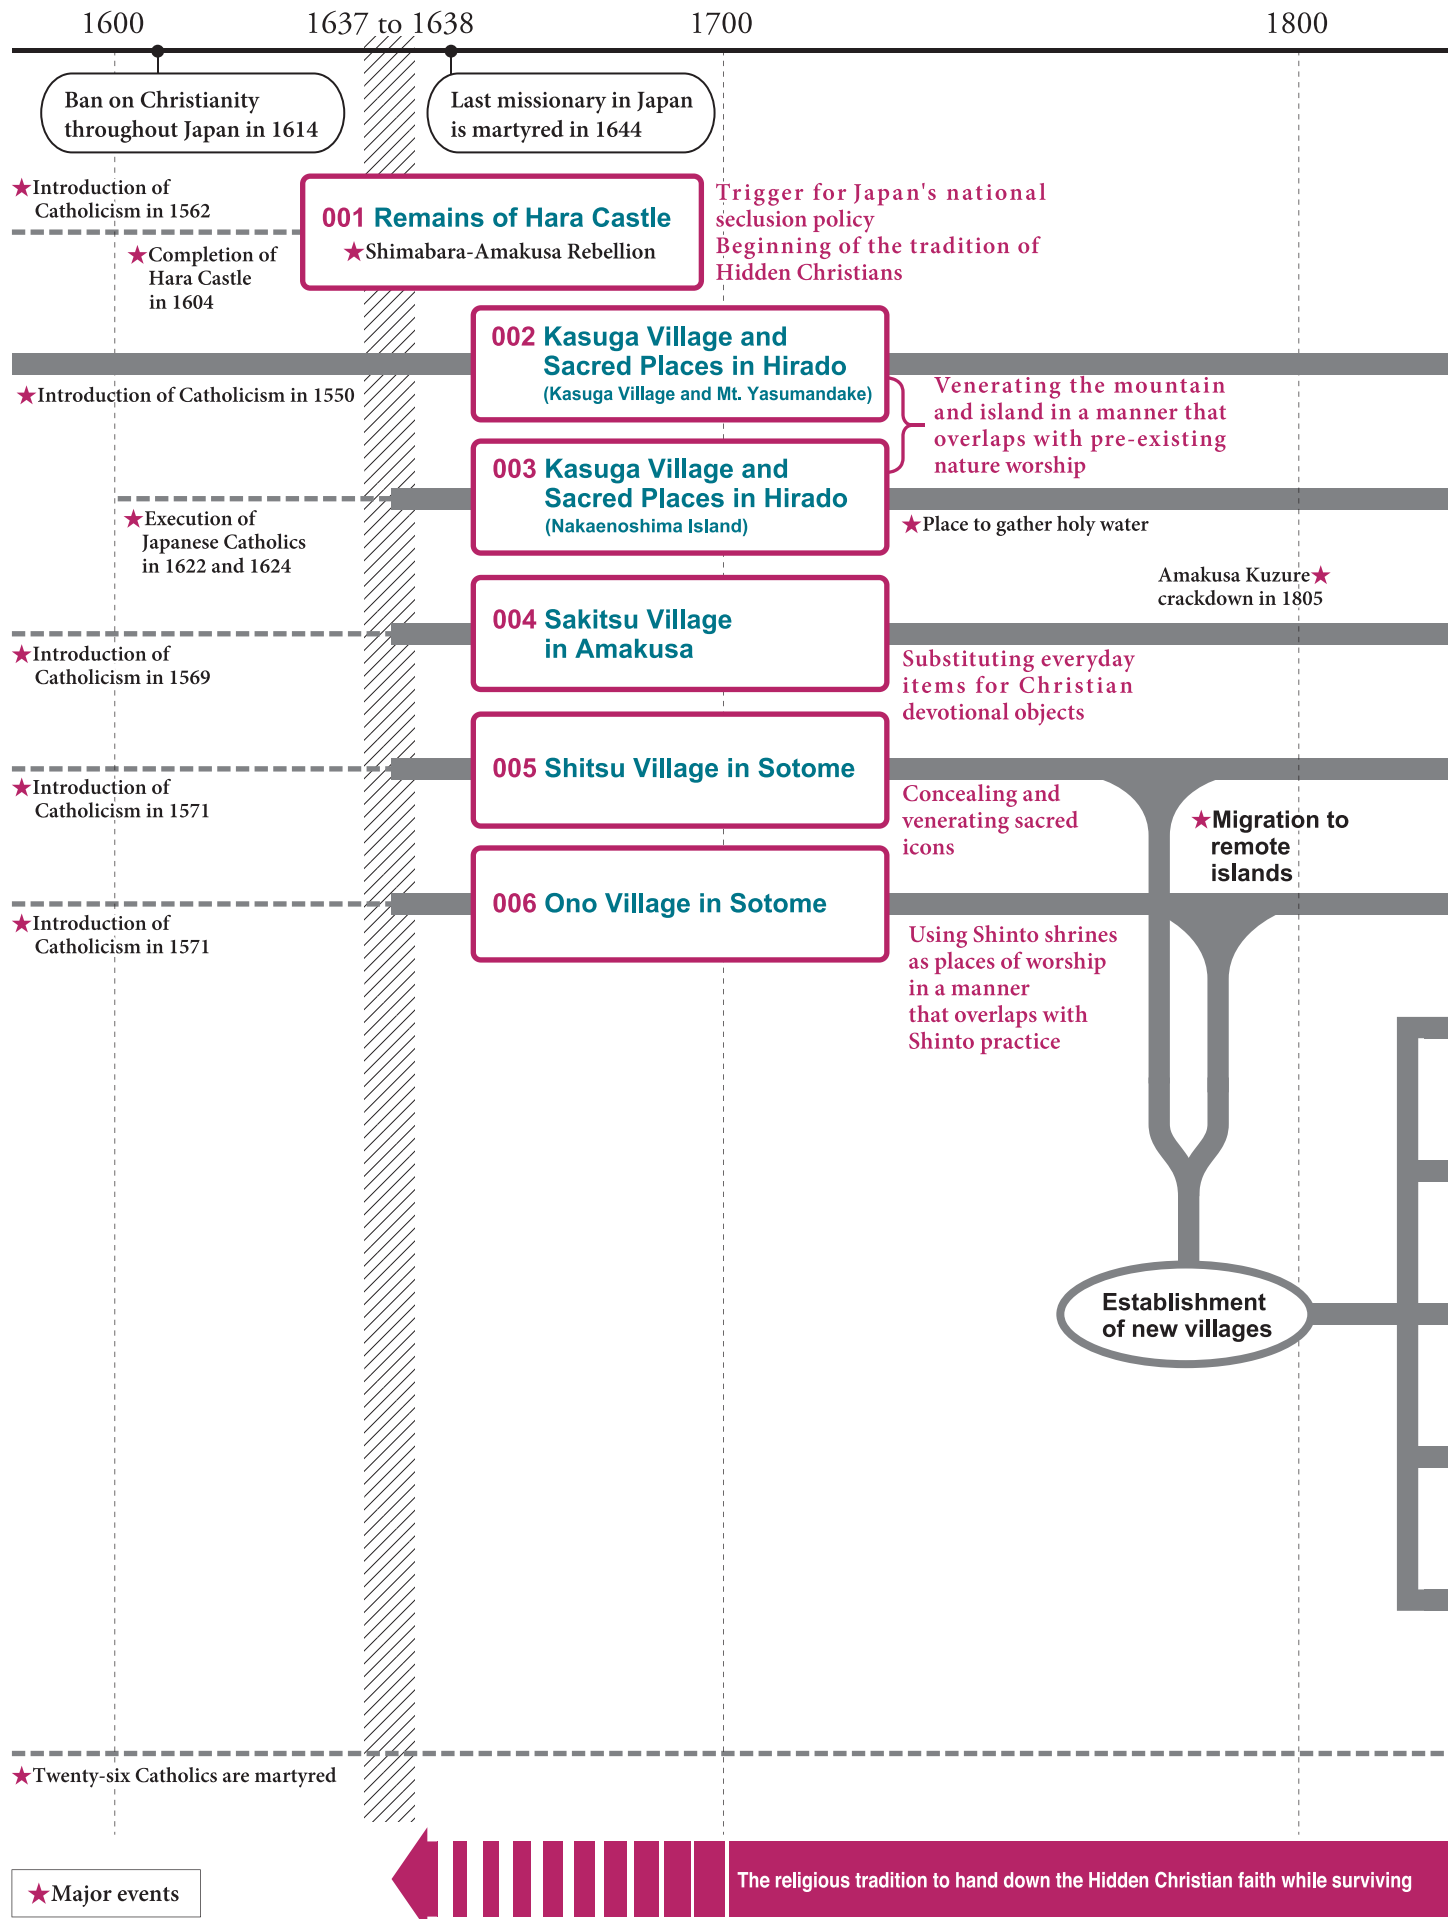 1600
1637 to 1638
1700
1800
Ban on Christianity
throughout Japan in 1614
Last missionary in Japan
is martyred in 1644
★Introduction of
Catholicism in 1562
★Completion of
Hara Castle
in 1604
001 Remains of Hara Castle
★Shimabara-Amakusa Rebellion
Trigger for Japan's national
seclusion policy
Beginning of the tradition of
Hidden Christians
002 Kasuga Village and
Sacred Places in Hirado
(Kasuga Village and Mt. Yasumandake)
★Introduction of Catholicism in 1550
Venerating the mountain
and island in a manner that
overlaps with pre-existing
nature worship
003 Kasuga Village and
Sacred Places in Hirado
(Nakaenoshima Island)
★Execution of
Japanese Catholics
in 1622 and 1624
★Place to gather holy water
Amakusa Kuzure★
crackdown in 1805
004 Sakitsu Village
in Amakusa
★Introduction of
Catholicism in 1569
Substituting everyday
items for Christian
devotional objects
005 Shitsu Village in Sotome
★Introduction of
Catholicism in 1571
Concealing and
venerating sacred
icons
★Migration to
remote
islands
006 Ono Village in Sotome
★Introduction of
Catholicism in 1571
Using Shinto shrines
as places of worship
in a manner
that overlaps with
Shinto practice
Establishment
of new villages
★Twenty-six Catholics are martyred
★Major events
The religious tradition to hand down the Hidden Christian faith while surviving